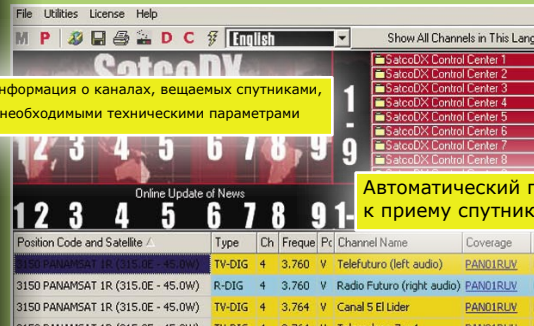 File Utilities License Help
M P D C English Show All Channels in This Lang
SatcoDX
SatcoDX Control Center 1
SatcoDX Control Center 2
SatcoDX Control Center 3
SatcoDX Control Center 4
SatcoDX Control Center 5
SatcoDX Control Center 6
SatcoDX Control Center 7
SatcoDX Control Center 8
нформация о каналах, вещаемых спутниками,
необходимыми техническими параметрами
1 - 9
1 2 3 4 5 6 7 8 9
Автоматический п
к приему спутник
Online Update of News
1 2 3 4 5 6 7 8 9 1-
Position Code and Satellite Type Ch Freque Pc Channel Name Coverage
3150 PANAMSAT 1R (315.0E - 45.0W) TV-DIG 4 3.760 V Telefuturo (left audio) PAN01RUV
3150 PANAMSAT 1R (315.0E - 45.0W) R-DIG 4 3.760 V Radio Futuro (right audio) PAN01RUV
3150 PANAMSAT 1R (315.0E - 45.0W) TV-DIG 4 3.764 V Canal 5 El Lider PAN01RUV